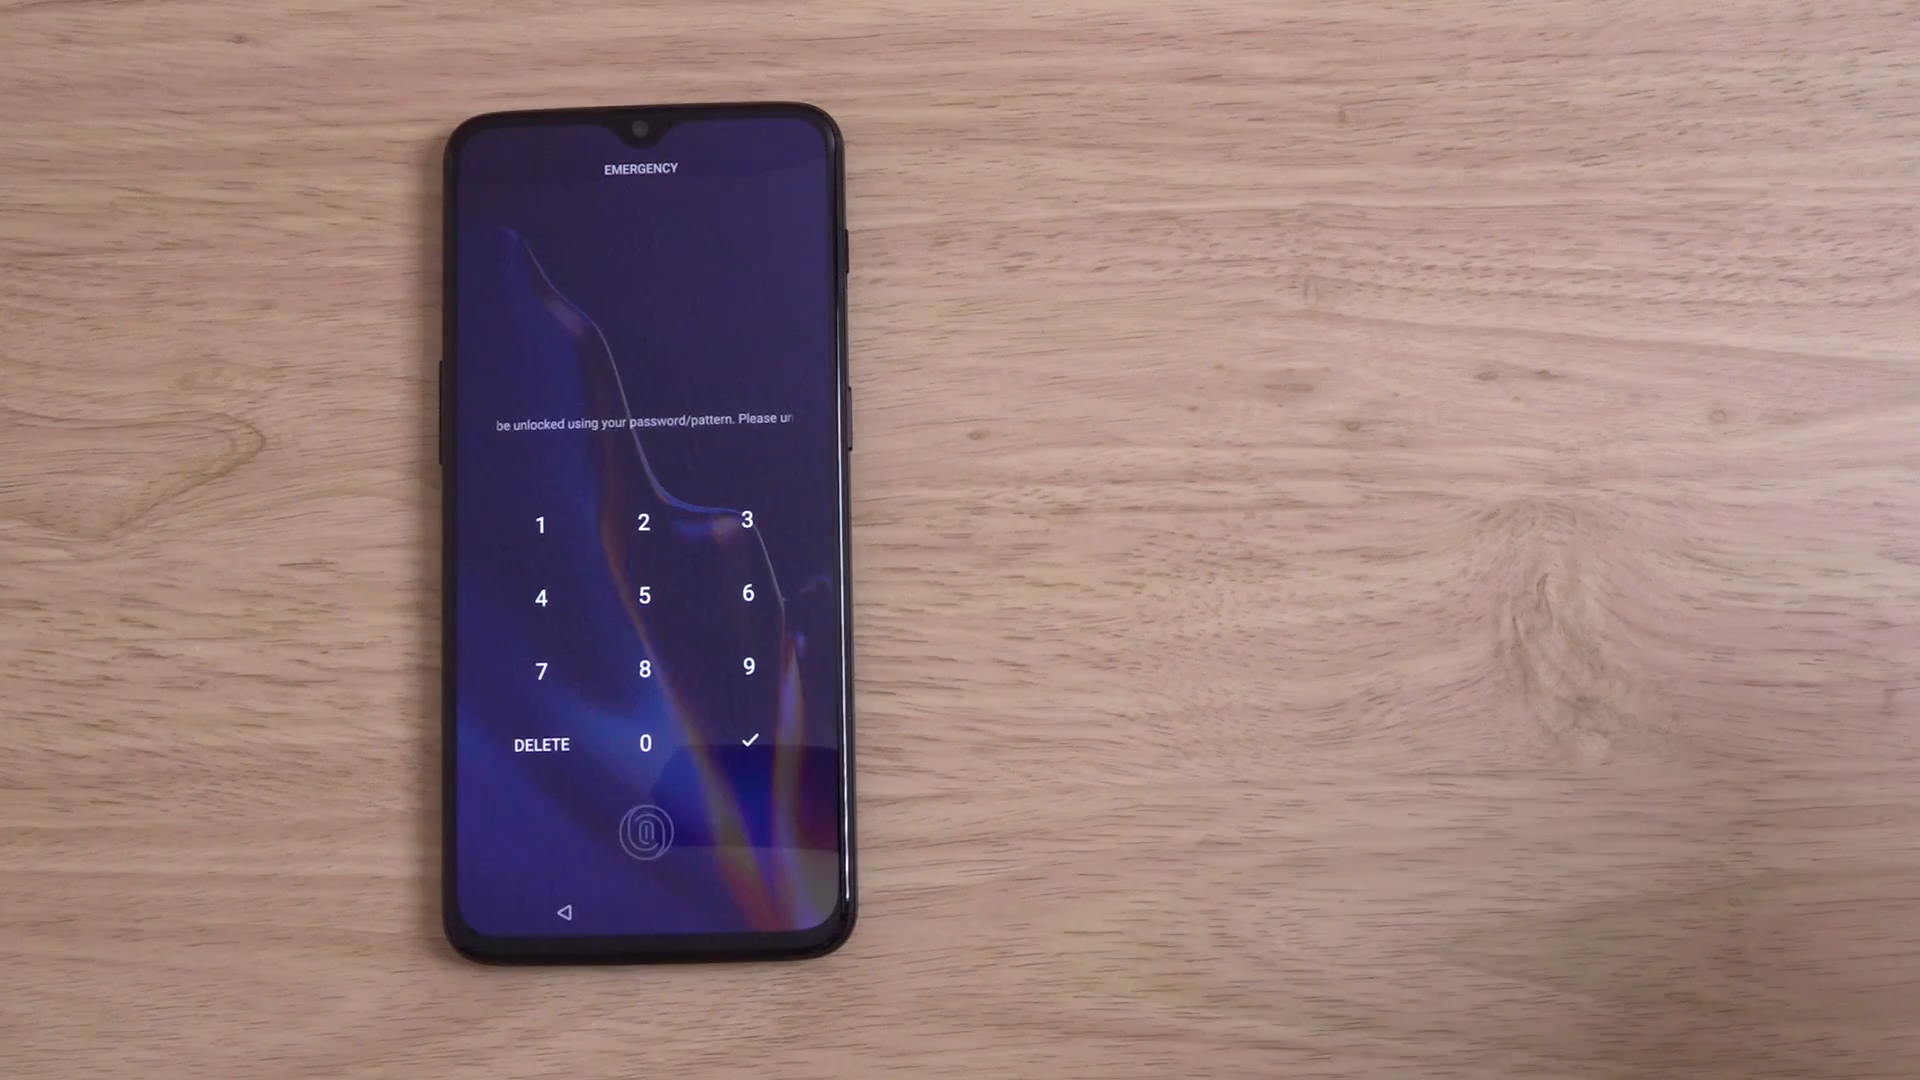 EMERGENCY
be unlocked using your password/pattern. Please
1 2 3
4 5 6
7 8 9
DELETE 0